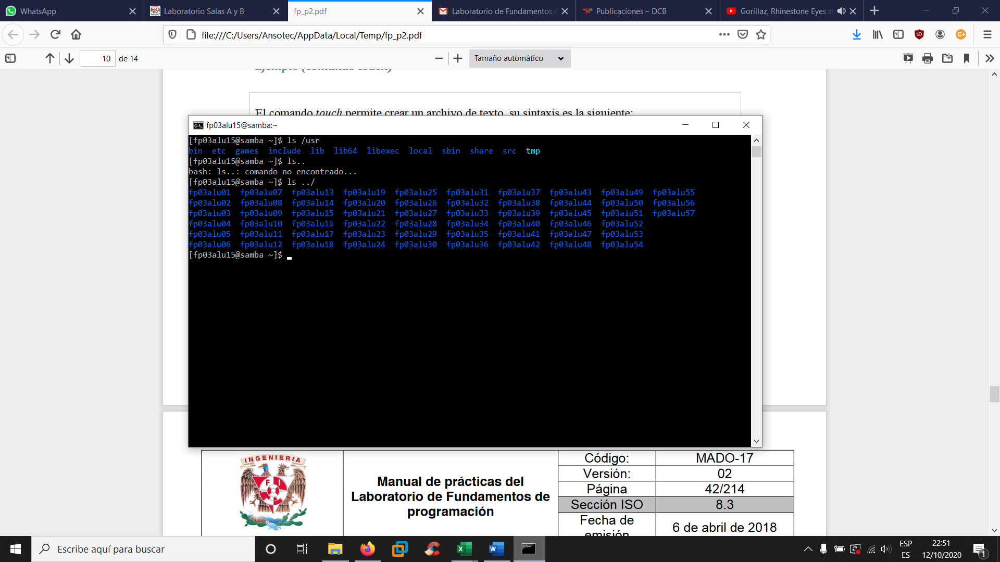 WhatsApp
Laboratorio Salas A y B
fp_p2.pdf
Laboratorio de Fundamentos
Publicaciones – DCB
Gorillaz, Rhinestone Eyes
file:///C:/Users/Ansotec/AppData/Local/Temp/fp_p2.pdf
10 de 14
Tamaño automático
Ejemplo (comando touch)
El comando touch permite crear un archivo de texto, su sintaxis es la siguiente:
fp03alu15@samba:~
[fp03alu15@samba ~]$ ls /usr
bin etc games include lib lib64 libexec local sbin share src tmp
[fp03alu15@samba ~]$ ls..
bash: ls..: comando no encontrado...
[fp03alu15@samba ~]$ ls ../
fp03alu01 fp03alu07 fp03alu13 fp03alu19 fp03alu25 fp03alu31 fp03alu37 fp03alu43 fp03alu49 fp03alu55
fp03alu02 fp03alu08 fp03alu14 fp03alu20 fp03alu26 fp03alu32 fp03alu38 fp03alu44 fp03alu50 fp03alu56
fp03alu03 fp03alu09 fp03alu15 fp03alu21 fp03alu27 fp03alu33 fp03alu39 fp03alu45 fp03alu51 fp03alu57
fp03alu04 fp03alu10 fp03alu16 fp03alu22 fp03alu28 fp03alu34 fp03alu40 fp03alu46 fp03alu52
fp03alu05 fp03alu11 fp03alu17 fp03alu23 fp03alu29 fp03alu35 fp03alu41 fp03alu47 fp03alu53
fp03alu06 fp03alu12 fp03alu18 fp03alu24 fp03alu30 fp03alu36 fp03alu42 fp03alu48 fp03alu54
[fp03alu15@samba ~]$
INGENIERIA
F I
Manual de prácticas del
Laboratorio de Fundamentos de
programación
Código: MADO-17
Versión: 02
Página 42/214
Sección ISO 8.3
Fecha de
emisión
6 de abril de 2018
Escribe aquí para buscar
ESP
ES
22:51
12/10/2020
1